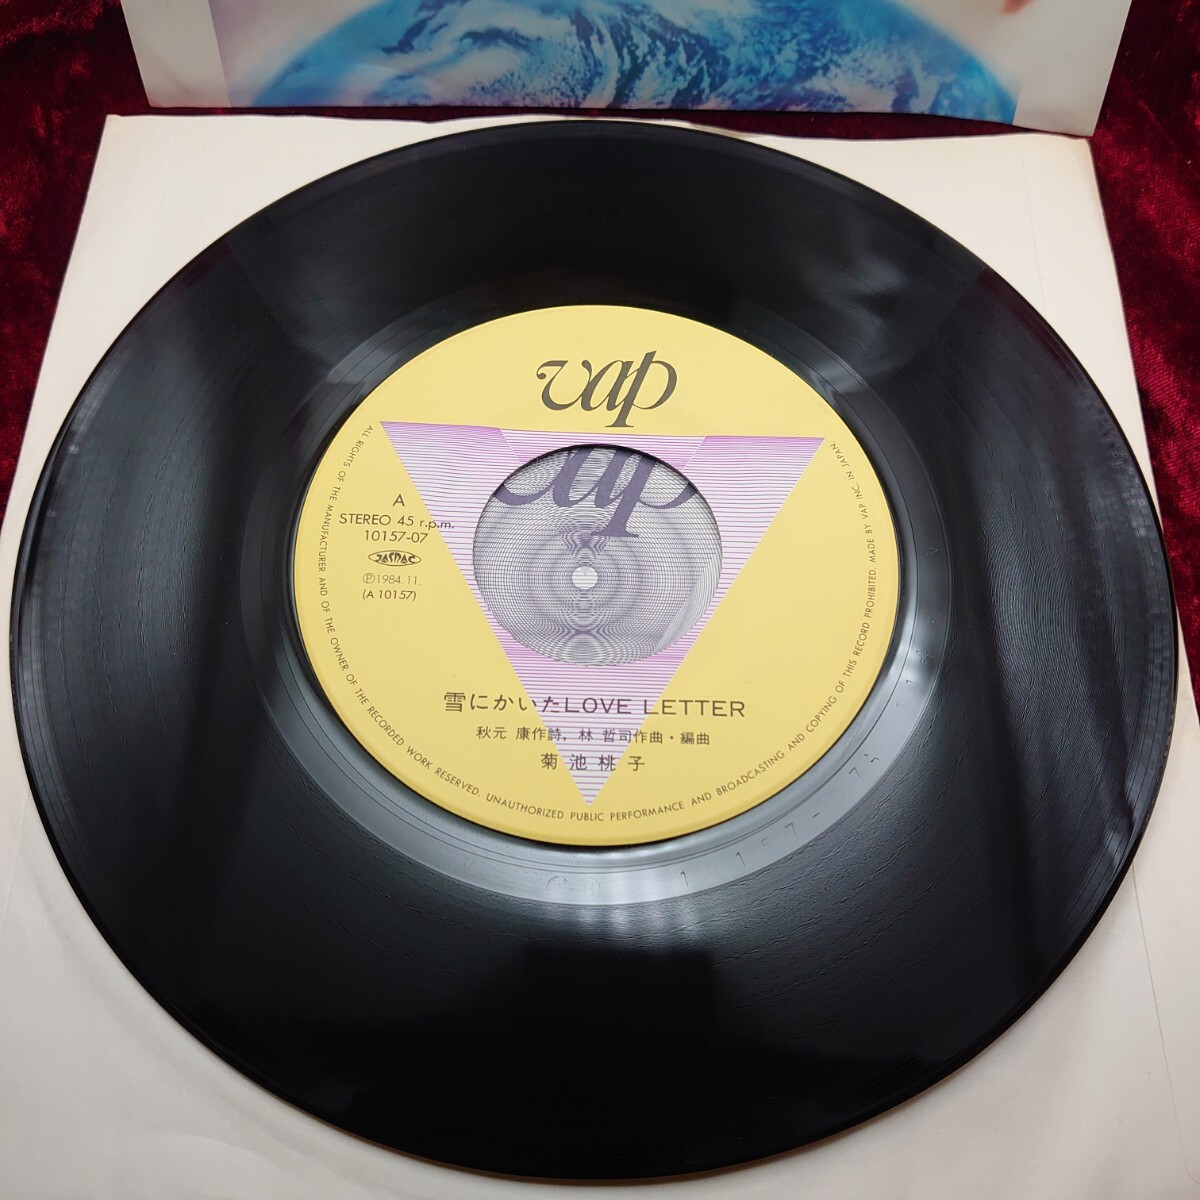 vap
A
STEREO 45 r.p.m.
10157-07
JASRAC
Ⓟ1984.11.
(A 10157)
雪にかいたLOVE LETTER
秋元 康作詩, 林 哲司作曲・編曲
菊池桃子
ALL RIGHTS OF THE MANUFACTURER AND OF THE OWNER OF THE RECORDED WORK RESERVED. UNAUTHORIZED PUBLIC PERFORMANCE AND BROADCASTING AND COPYING OF THIS RECORD PROHIBITED. MADE BY VAP INC. IN JAPAN.